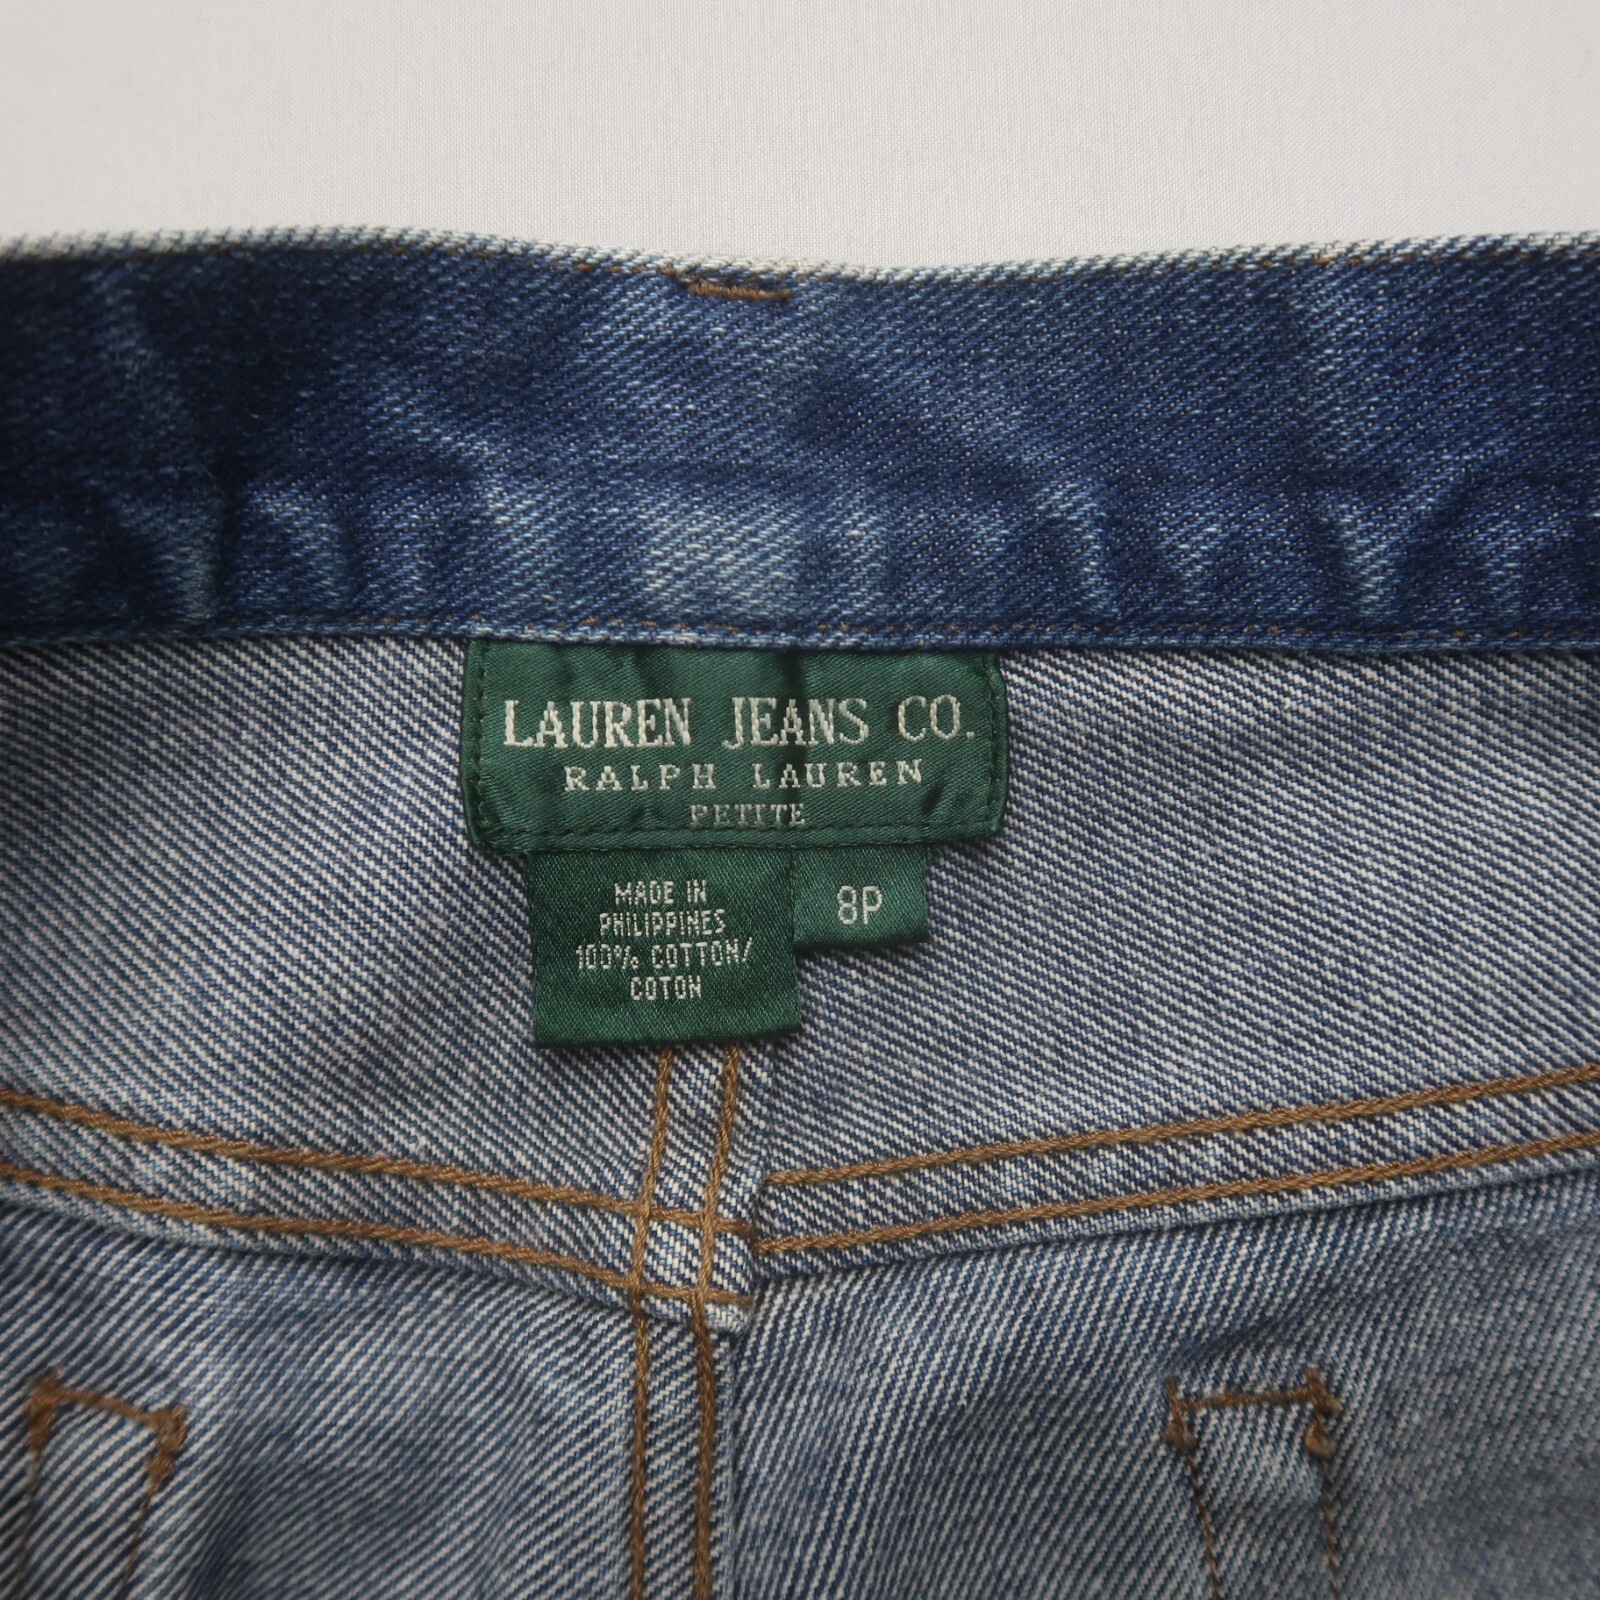 LAUREN JEANS CO.
RALPH LAUREN
PETITE
MADE IN
PHILIPPINES
100% COTTON/
COTON
8P